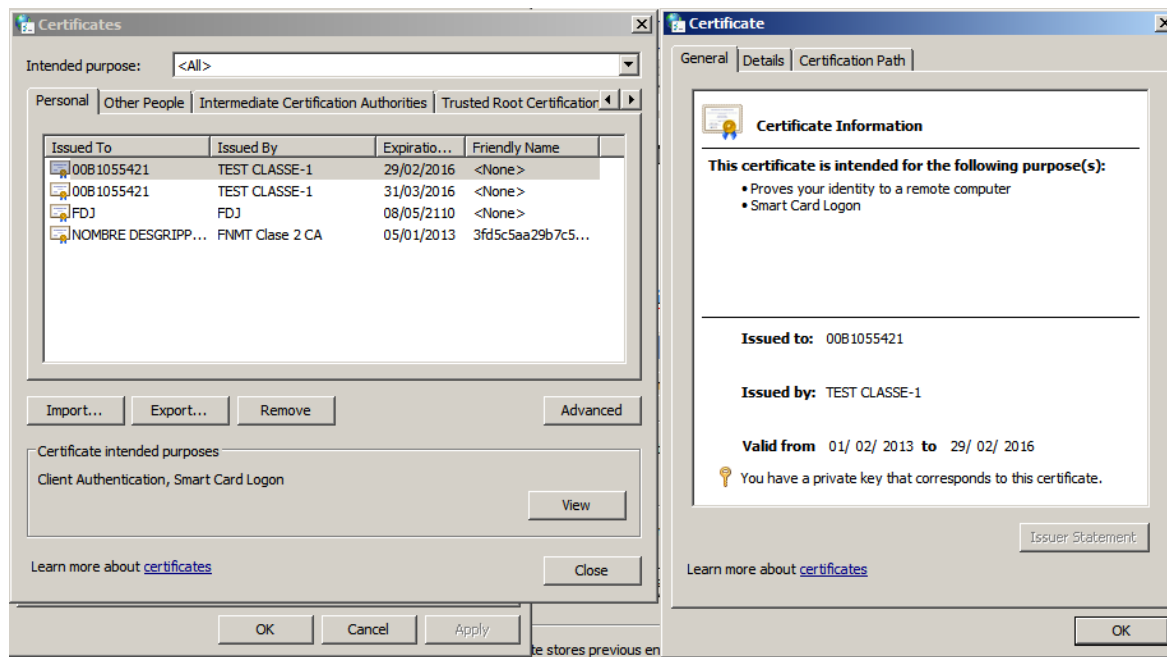 Certificates
Intended purpose: <All>
Personal Other People Intermediate Certification Authorities Trusted Root Certification
Issued To Issued By Expiratio... Friendly Name
00B1055421 TEST CLASSE-1 29/02/2016 <None>
00B1055421 TEST CLASSE-1 31/03/2016 <None>
FDJ FDJ 08/05/2110 <None>
NOMBRE DESGRIPP... FNMT Clase 2 CA 05/01/2013 3fd5c5aa29b7c5...
Import... Export... Remove Advanced
Certificate intended purposes
Client Authentication, Smart Card Logon
View
Learn more about certificates
Close
OK Cancel Apply
te stores previous en
Certificate
General Details Certification Path
Certificate Information
This certificate is intended for the following purpose(s):
• Proves your identity to a remote computer
• Smart Card Logon
Issued to: 00B1055421
Issued by: TEST CLASSE-1
Valid from 01/ 02/ 2013 to 29/ 02/ 2016
You have a private key that corresponds to this certificate.
Issuer Statement
Learn more about certificates
OK